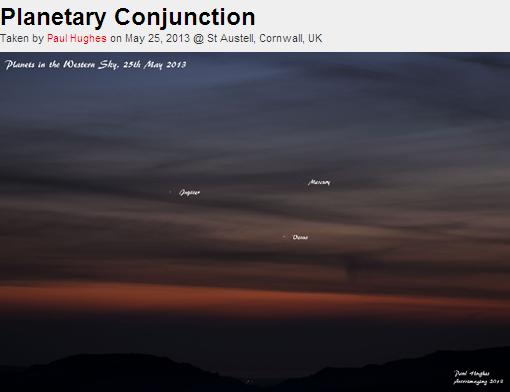 Planetary Conjunction
Taken by Paul Hughes on May 25, 2013 @ St Austell, Cornwall, UK
Planets in the Western Sky, 25th May 2013
Mercury
Jupiter
Venus
Paul Hughes
2013